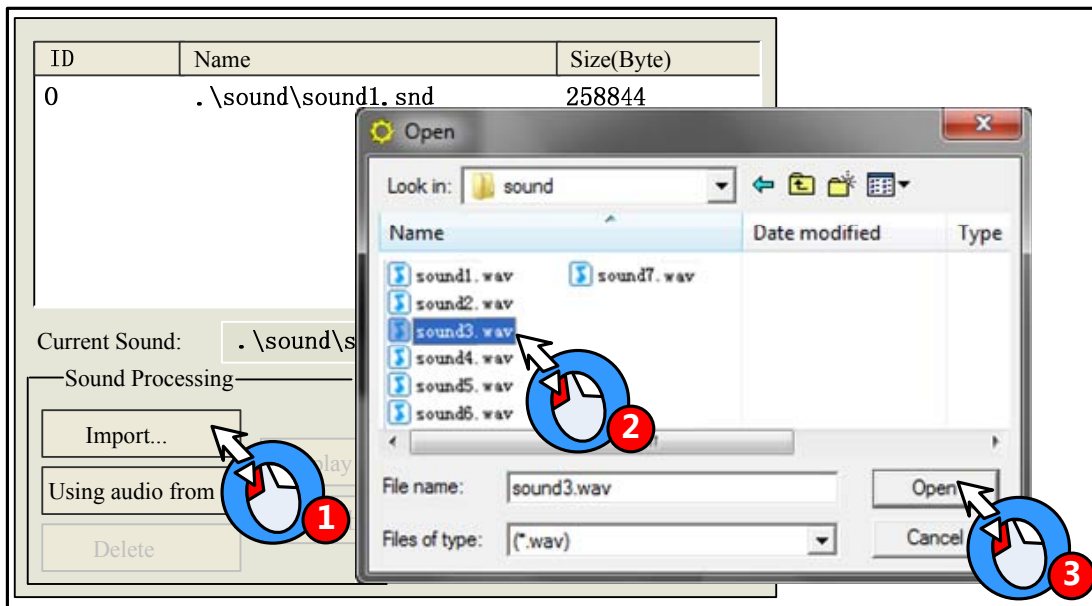 ID Name Size(Byte)
0 .\sound\sound1.snd 258844
Open
Look in: sound
Name Date modified Type
sound1.wav sound7.wav
sound2.wav
sound3.wav
sound4.wav
sound5.wav
sound6.wav
Current Sound: .\sound\s
Sound Processing
Import...
Using audio from
Delete
File name: sound3.wav Open
Files of type: (*.wav) Cancel
1
2
3